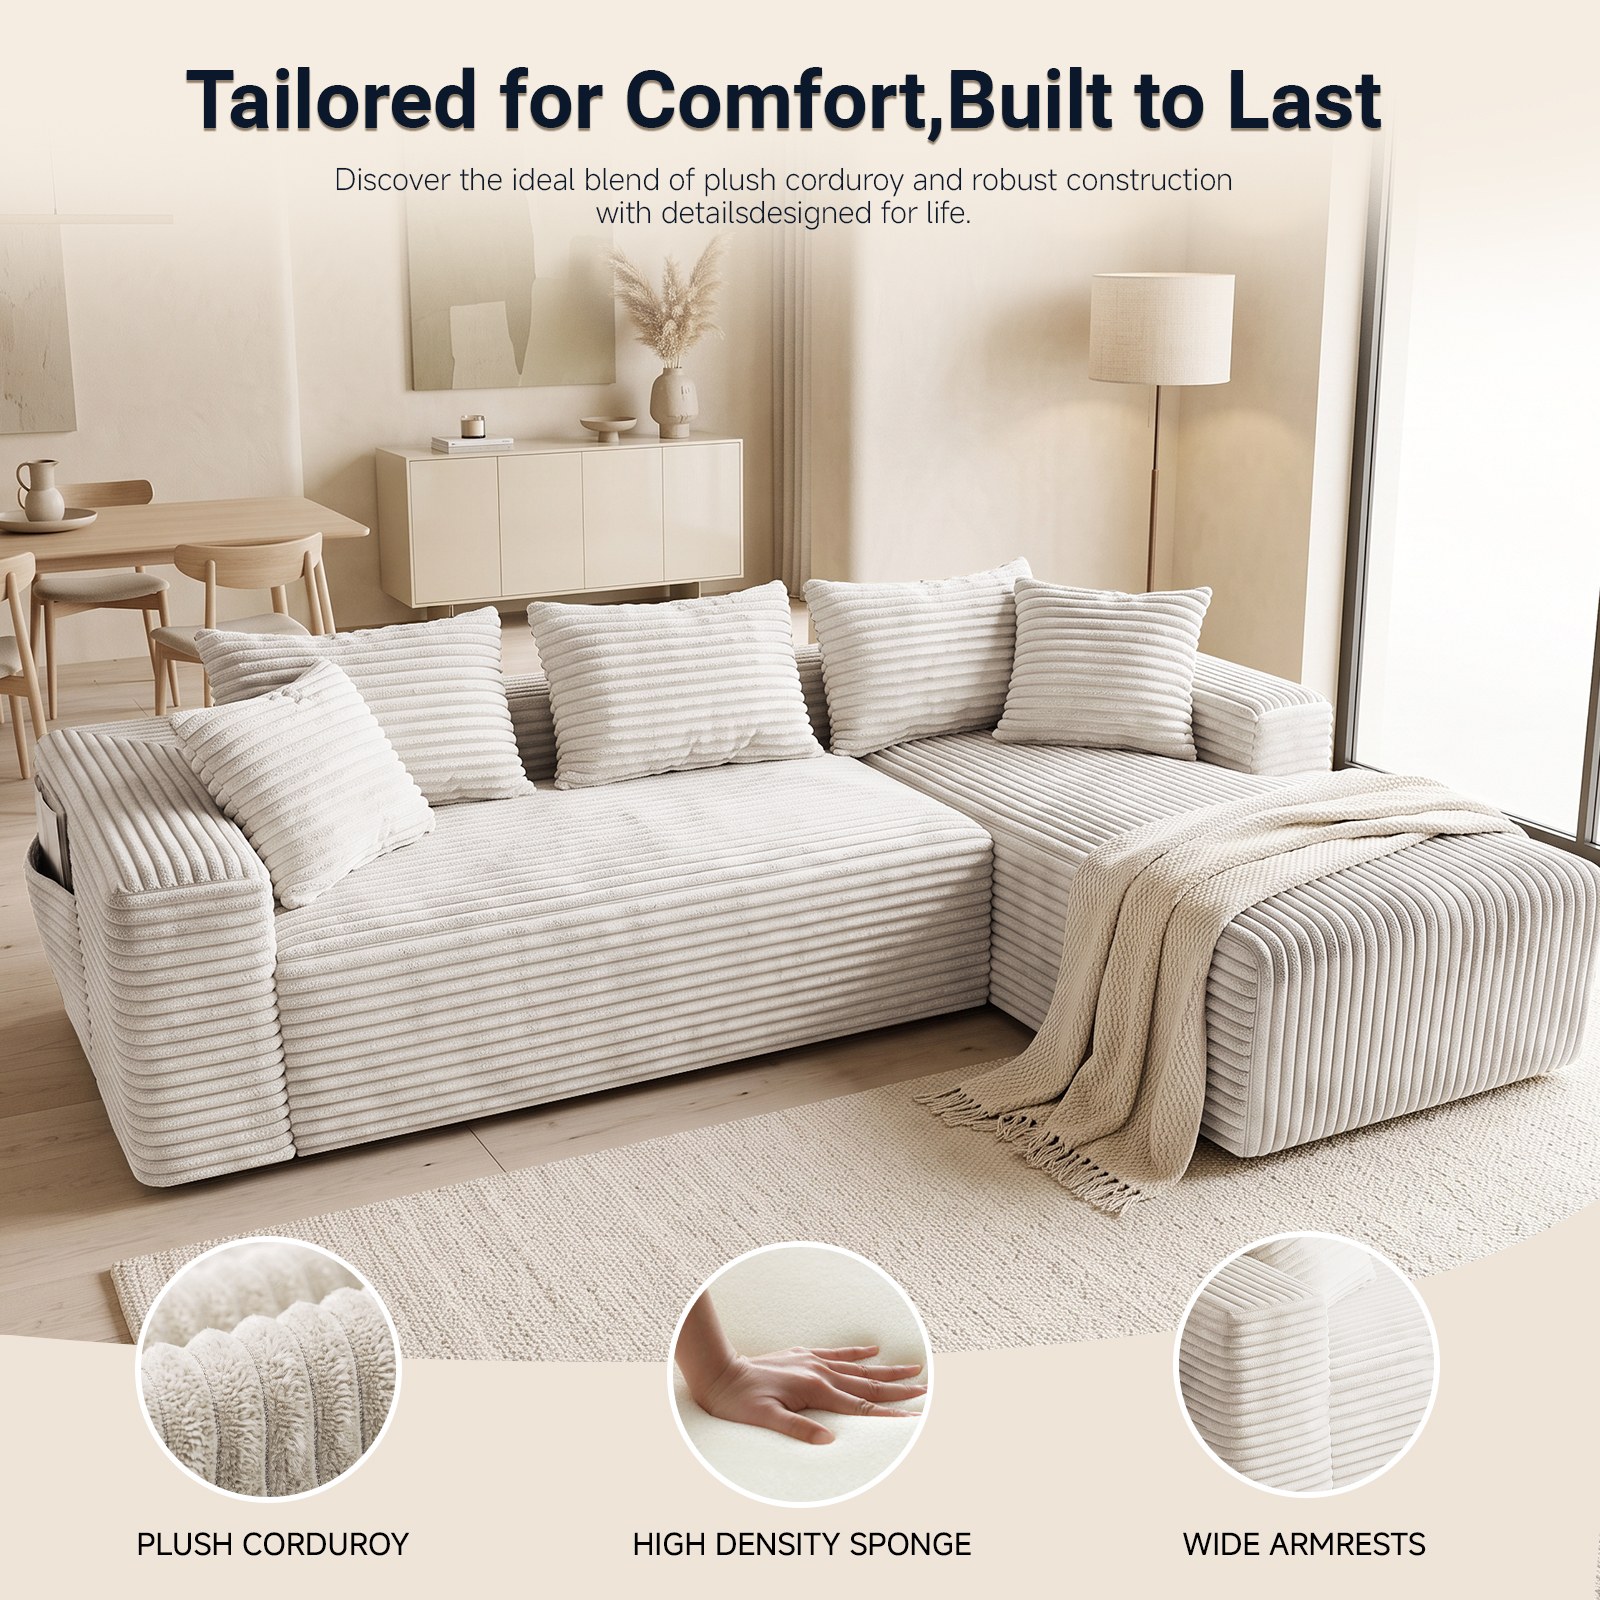 Tailored for Comfort,Built to Last
Discover the ideal blend of plush corduroy and robust construction
with detailsdesigned for life.
PLUSH CORDUROY
HIGH DENSITY SPONGE
WIDE ARMRESTS